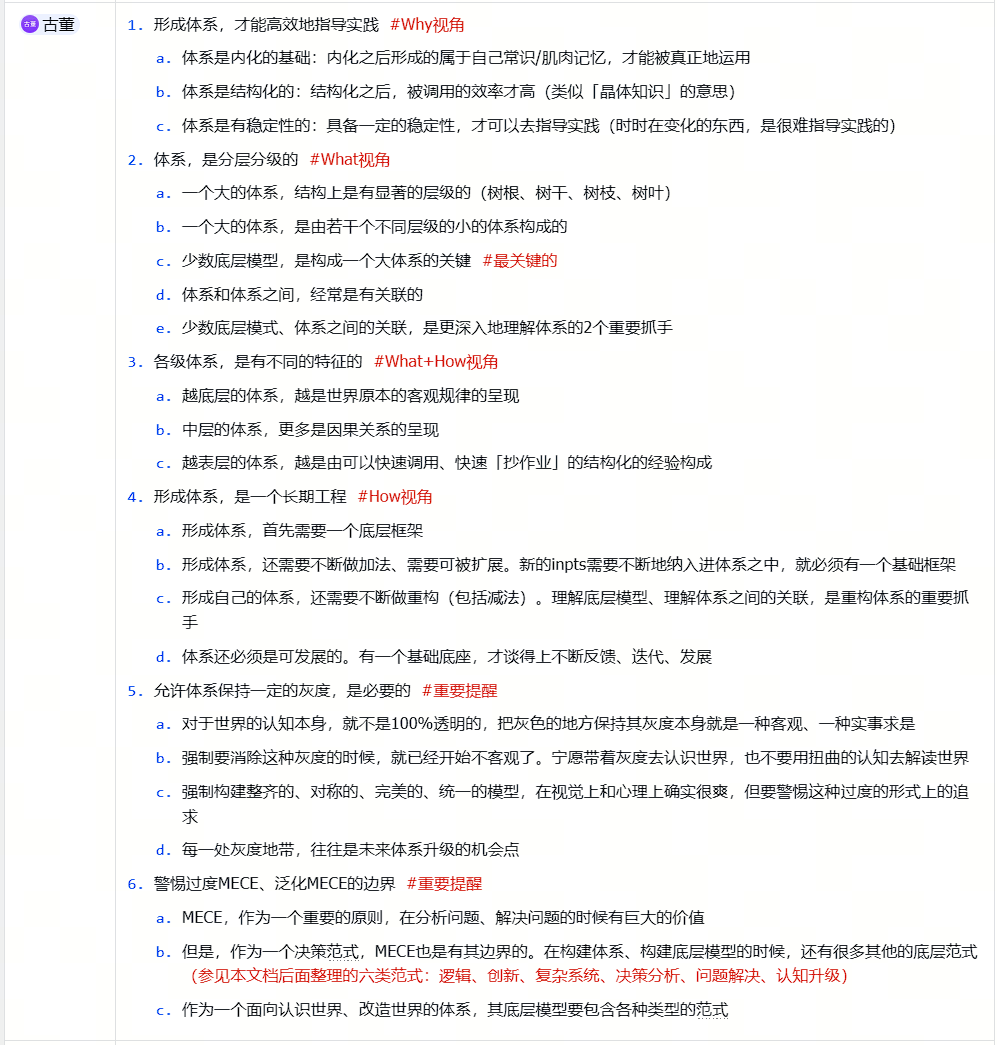 古董 古董
1. 形成体系，才能高效地指导实践 #Why视角
a. 体系是内化的基础：内化之后形成的属于自己常识/肌肉记忆，才能被真正地运用
b. 体系是结构化的：结构化之后，被调用的效率才高（类似「晶体知识」的意思）
c. 体系是有稳定性的：具备一定的稳定性，才可以去指导实践（时时在变化的东西，是很难指导实践的）
2. 体系，是分层分级的 #What视角
a. 一个大的体系，结构上是有显著的层级的（树根、树干、树枝、树叶）
b. 一个大的体系，是由若干个不同层级的小的体系构成的
c. 少数底层模型，是构成一个大体系的关键 #最关键的
d. 体系和体系之间，经常是有关联的
e. 少数底层模式、体系之间的关联，是更深入地理解体系的2个重要抓手
3. 各级体系，是有不同的特征的 #What+How视角
a. 越底层的体系，越是世界原本的客观规律的呈现
b. 中层的体系，更多是因果关系的呈现
c. 越表层的体系，越是由可以快速调用、快速「抄作业」的结构化的经验构成
4. 形成体系，是一个长期工程 #How视角
a. 形成体系，首先需要一个底层框架
b. 形成体系，还需要不断做加法、需要可被扩展。新的inpts需要不断地纳入进体系之中，就必须有一个基础框架
c. 形成自己的体系，还需要不断做重构（包括减法）。理解底层模型、理解体系之间的关联，是重构体系的重要抓
手
d. 体系还必须是可发展的。有一个基础底座，才谈得上不断反馈、迭代、发展
5. 允许体系保持一定的灰度，是必要的 #重要提醒
a. 对于世界的认知本身，就不是100%透明的，把灰色的地方保持其灰度本身就是一种客观、一种实事求是
b. 强制要消除这种灰度的时候，就已经开始不客观了。宁愿带着灰度去认识世界，也不要用扭曲的认知去解读世界
c. 强制构建整齐的、对称的、完美的、统一的模型，在视觉上和心理上确实很爽，但要警惕这种过度的形式上的追
求
d. 每一处灰度地带，往往是未来体系升级的机会点
6. 警惕过度MECE、泛化MECE的边界 #重要提醒
a. MECE，作为一个重要的原则，在分析问题、解决问题的时候有巨大的价值
b. 但是，作为一个决策范式，MECE也是有其边界的。在构建体系、构建底层模型的时候，还有很多其他的底层范式
（参见本文档后面整理的六类范式：逻辑、创新、复杂系统、决策分析、问题解决、认知升级）
c. 作为一个面向认识世界、改造世界的体系，其底层模型要包含各种类型的范式